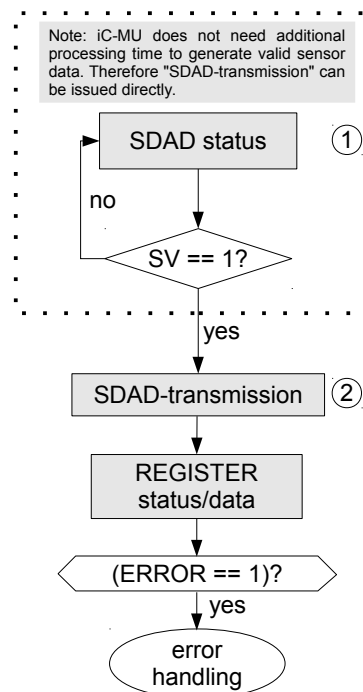 Note: iC-MU does not need additional
processing time to generate valid sensor
data. Therefore "SDAD-transmission" can
be issued directly.
SDAD status
1
no
SV == 1?
yes
SDAD-transmission
2
REGISTER
status/data
(ERROR == 1)?
yes
error
handling